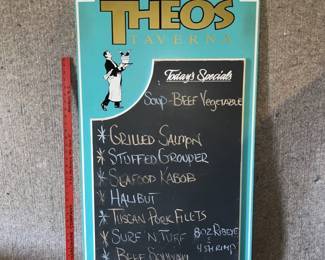 THEOS
TAVERNA
Today's Specials
Soup - Beef Vegetable
* Grilled Salmon
* Stuffed Grouper
* Seafood Kabob
* Halibut
* Tuscan Pork Filets
* Surf 'N Turf 8oz Ribeye
4 shrimp
* Beef